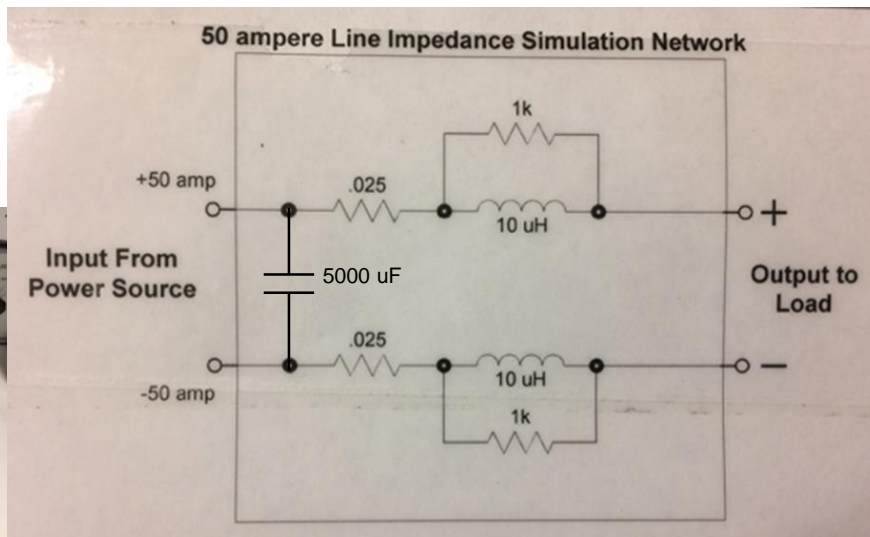 50 ampere Line Impedance Simulation Network
1k
+50 amp
.025
10 uH
+
Input From
Power Source
5000 uF
Output to
Load
.025
10 uH
−
-50 amp
1k